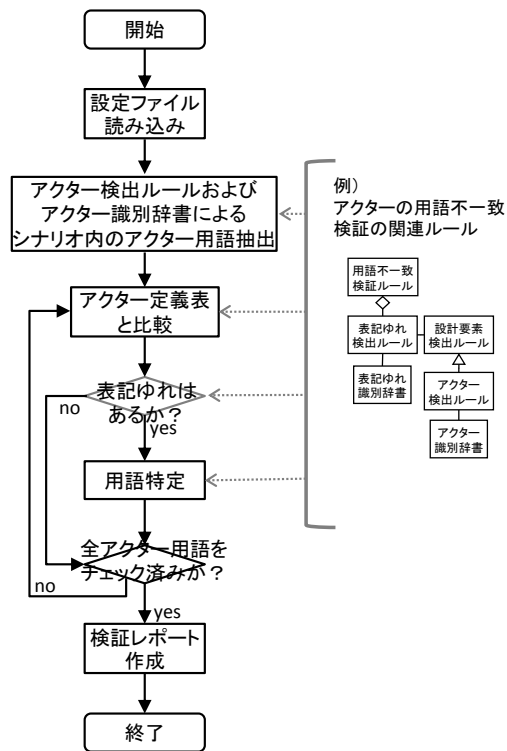 開始
設定ファイル
読み込み
アクター検出ルールおよび
アクター識別辞書による
シナリオ内のアクター用語抽出
アクター定義表
と比較
表記ゆれは
あるか？
no
yes
用語特定
全アクター用語を
チェック済みか？
no
yes
検証レポート
作成
終了
例）
アクターの用語不一致
検証の関連ルール
用語不一致
検証ルール
表記ゆれ
検出ルール
設計要素
検出ルール
表記ゆれ
識別辞書
アクター
検出ルール
アクター
識別辞書